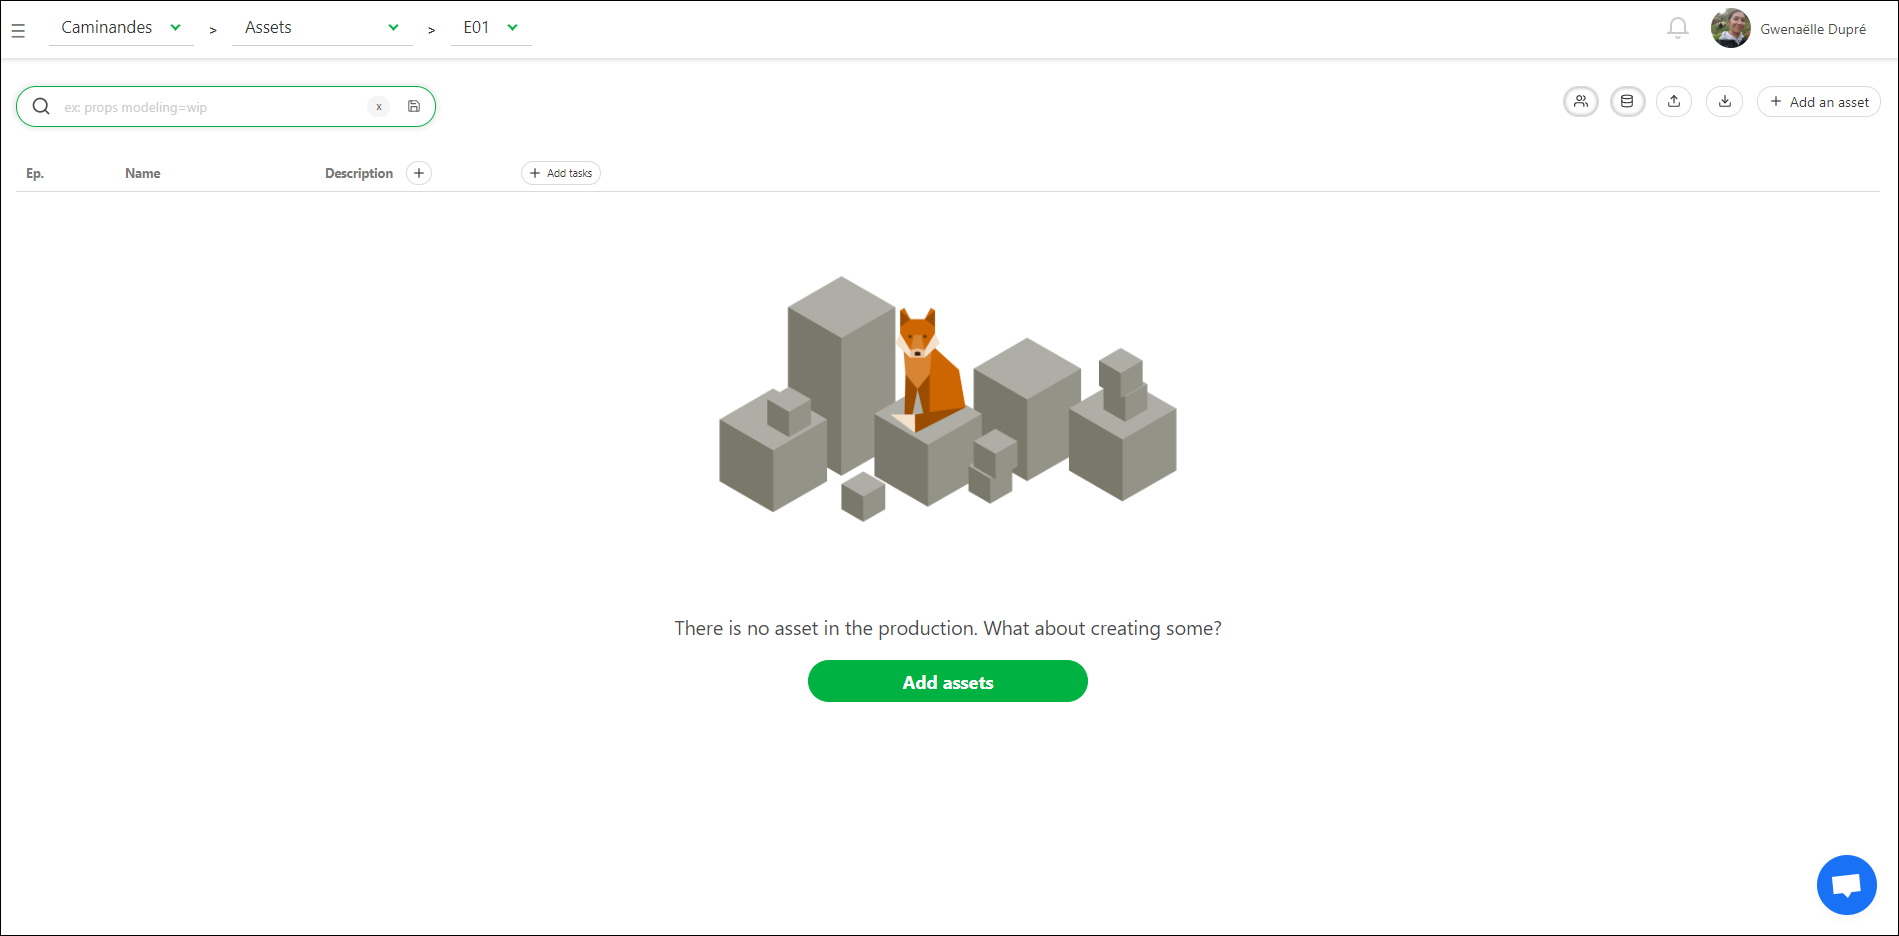 Caminandes > Assets > E01
Gwenaëlle Dupré
ex: props modeling=wip x
+ Add an asset
Ep. Name Description + + Add tasks
There is no asset in the production. What about creating some?
Add assets